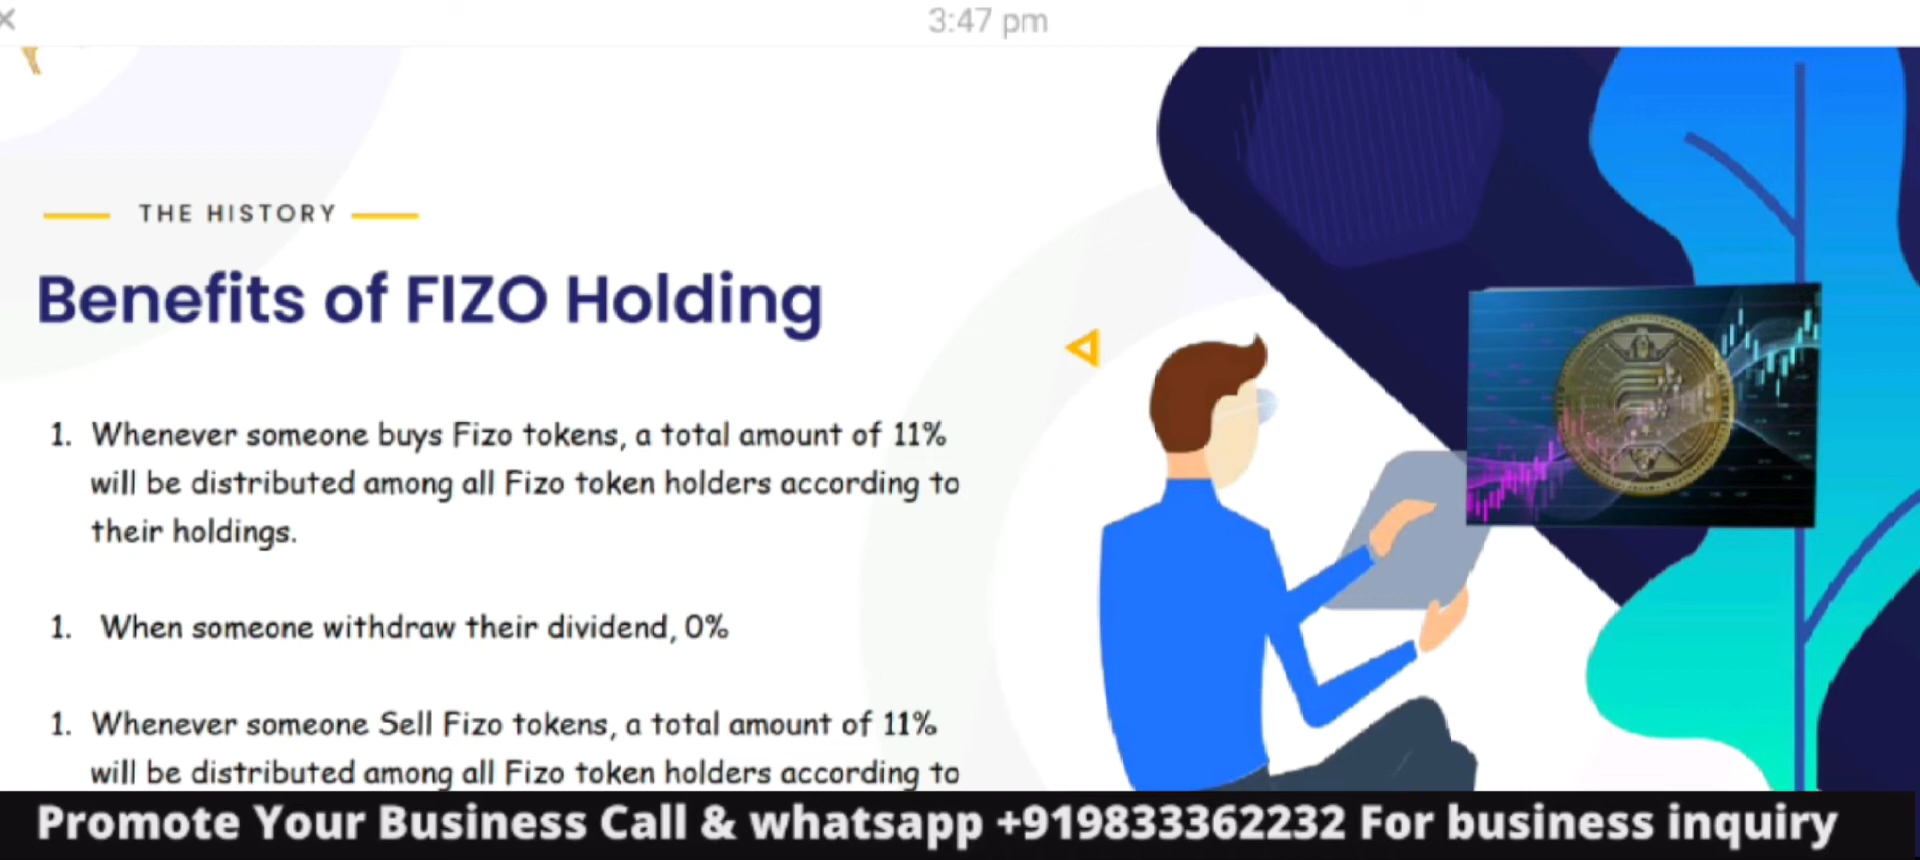 3:47 pm
THE HISTORY
Benefits of FIZO Holding
1. Whenever someone buys Fizo tokens, a total amount of 11%
will be distributed among all Fizo token holders according to
their holdings.
1. When someone withdraw their dividend, 0%
1. Whenever someone Sell Fizo tokens, a total amount of 11%
will be distributed among all Fizo token holders according to
Promote Your Business Call & whatsapp +919833362232 For business inquiry